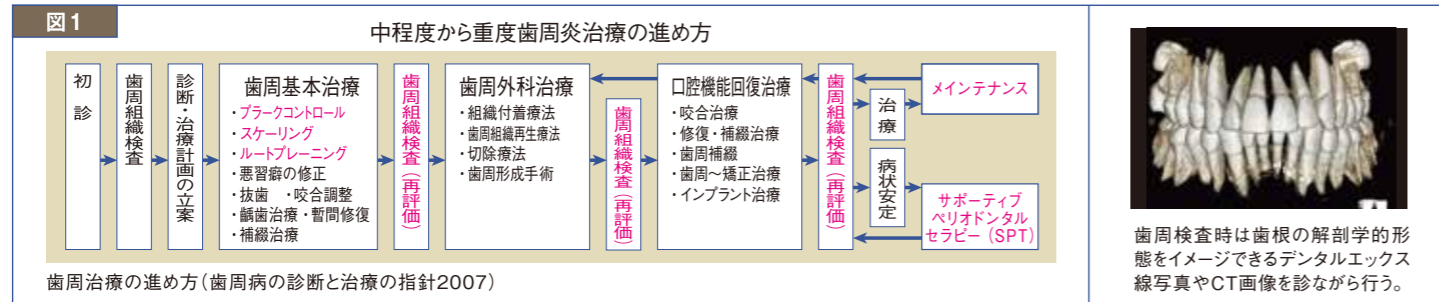 図1
中程度から重度歯周炎治療の進め方
初診
歯周組織検査
診断・治療計画の立案
歯周基本治療
・プラークコントロール
・スケーリング
・ルートプレーニング
・悪習癖の修正
・抜歯 ・咬合調整
・齲歯治療・暫間修復
・補綴治療
歯周組織検査（再評価）
歯周外科治療
・組織付着療法
・歯周組織再生療法
・切除療法
・歯周形成手術
歯周組織検査（再評価）
口腔機能回復治療
・咬合治療
・修復・補綴治療
・歯周補綴
・歯周〜矯正治療
・インプラント治療
歯周組織検査（再評価）
治療
病状安定
メインテナンス
サポーティブ
ペリオドンタル
セラピー（SPT）
歯周治療の進め方（歯周病の診断と治療の指針2007）
歯周検査時は歯根の解剖学的形
態をイメージできるデンタルエックス
線写真やCT画像を診ながら行う。